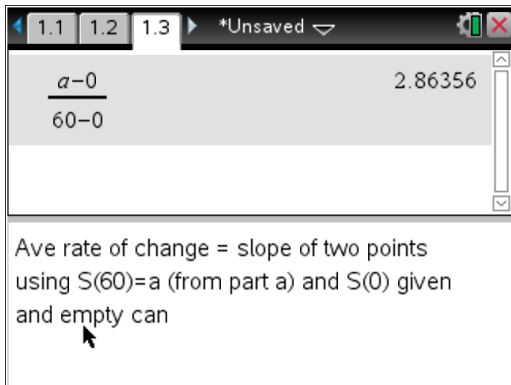 1.1 1.2 1.3 *Unsaved
a-0
60-0
2.86356
Ave rate of change = slope of two points
using S(60)=a (from part a) and S(0) given
and empty can